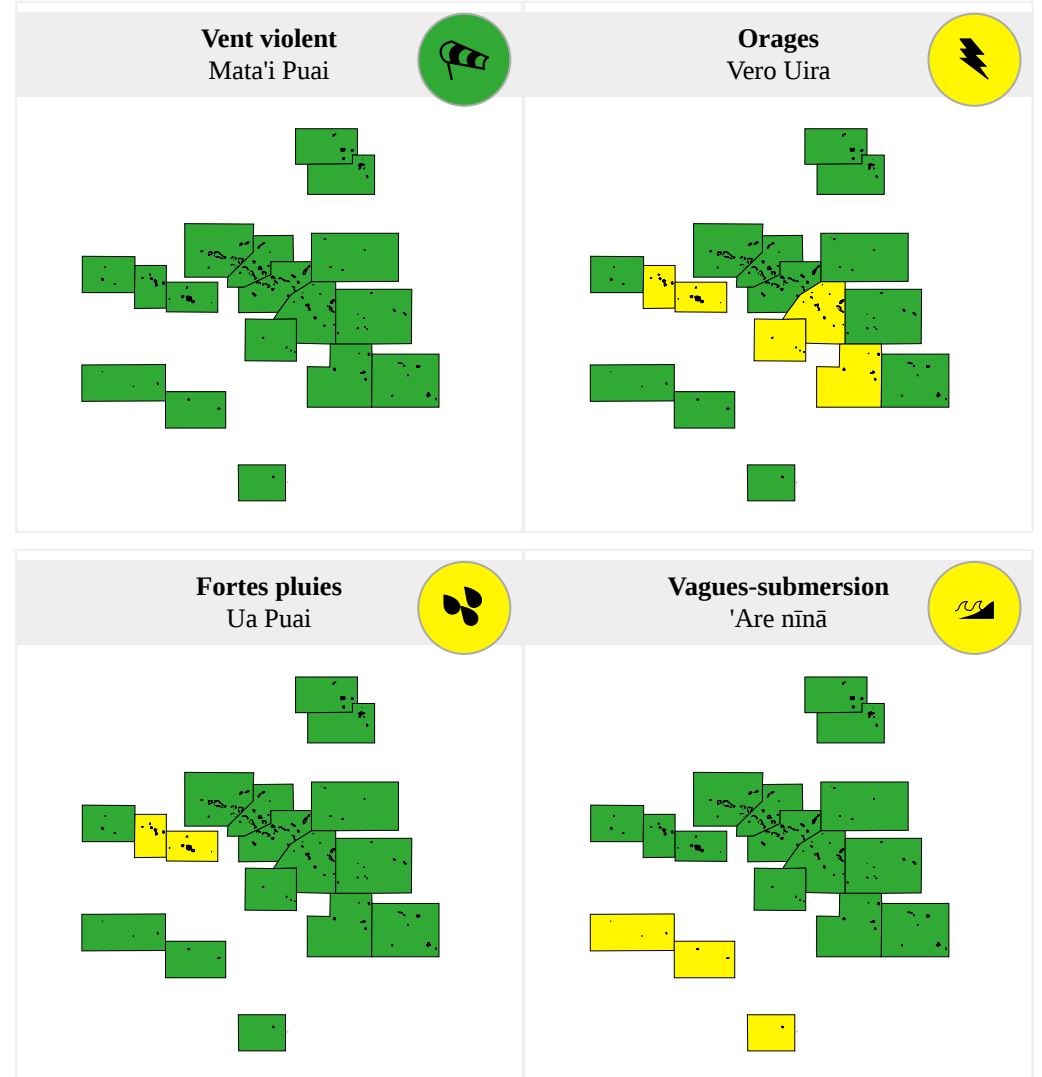 Vent violent
Mata'i Puai
Orages
Vero Uira
Fortes pluies
Ua Puai
Vagues-submersion
'Are nīnā